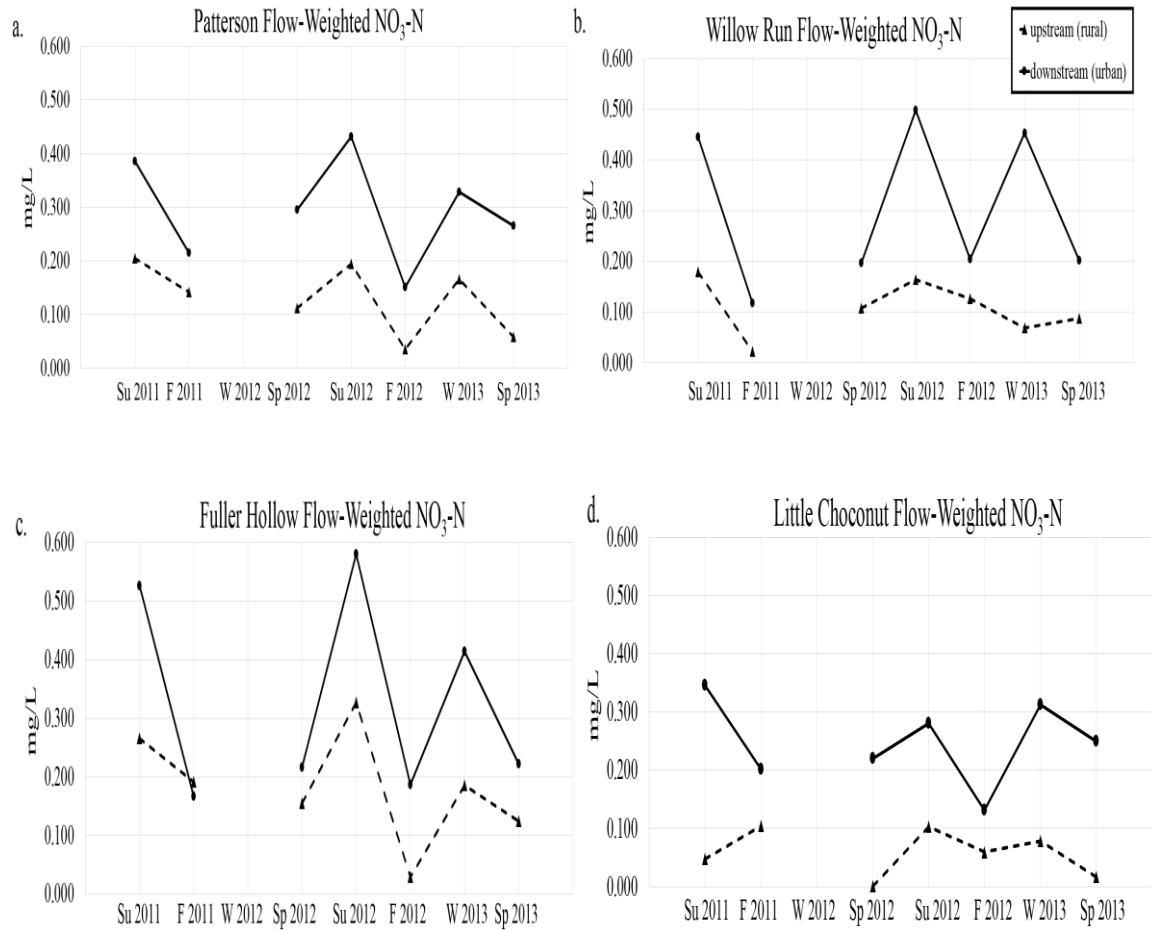 a.
Patterson Flow-Weighted NO₃-N
0.600
0.500
0.400
0.300
0.200
0.100
0.000
mg/L
Su 2011 F 2011 W 2012 Sp 2012 Su 2012 F 2012 W 2013 Sp 2013
b.
Willow Run Flow-Weighted NO₃-N
upstream (rural)
downstream (urban)
0.600
0.500
0.400
0.300
0.200
0.100
0.000
mg/L
Su 2011 F 2011 W 2012 Sp 2012 Su 2012 F 2012 W 2013 Sp 2013
c.
Fuller Hollow Flow-Weighted NO₃-N
0.600
0.500
0.400
0.300
0.200
0.100
0.000
mg/L
Su 2011 F 2011 W 2012 Sp 2012 Su 2012 F 2012 W 2013 Sp 2013
d.
Little Choconut Flow-Weighted NO₃-N
0.600
0.500
0.400
0.300
0.200
0.100
0.000
mg/L
Su 2011 F 2011 W 2012 Sp 2012 Su 2012 F 2012 W 2013 Sp 2013